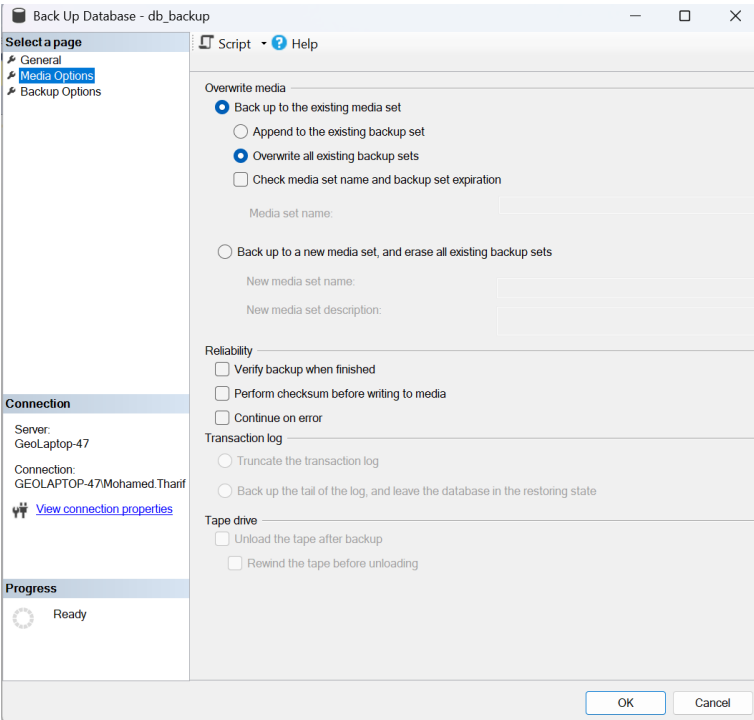 Back Up Database - db_backup
Select a page
General
Media Options
Backup Options
Script
Help
Overwrite media
Back up to the existing media set
Append to the existing backup set
Overwrite all existing backup sets
Check media set name and backup set expiration
Media set name:
Back up to a new media set, and erase all existing backup sets
New media set name:
New media set description:
Reliability
Verify backup when finished
Perform checksum before writing to media
Continue on error
Transaction log
Truncate the transaction log
Back up the tail of the log, and leave the database in the restoring state
Tape drive
Unload the tape after backup
Rewind the tape before unloading
Connection
Server:
GeoLaptop-47
Connection:
GEOLAPTOP-47\Mohamed.Tharif
View connection properties
Progress
Ready
OK
Cancel